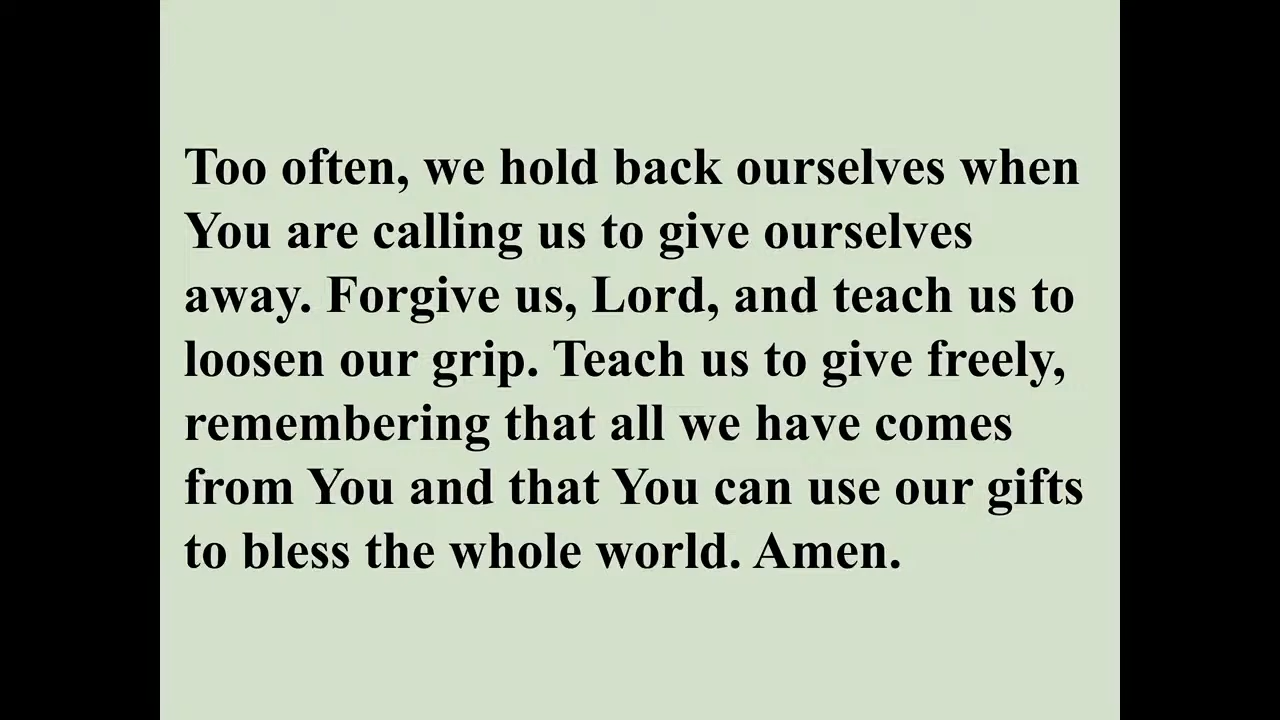 Too often, we hold back ourselves when
You are calling us to give ourselves
away. Forgive us, Lord, and teach us to
loosen our grip. Teach us to give freely,
remembering that all we have comes
from You and that You can use our gifts
to bless the whole world. Amen.